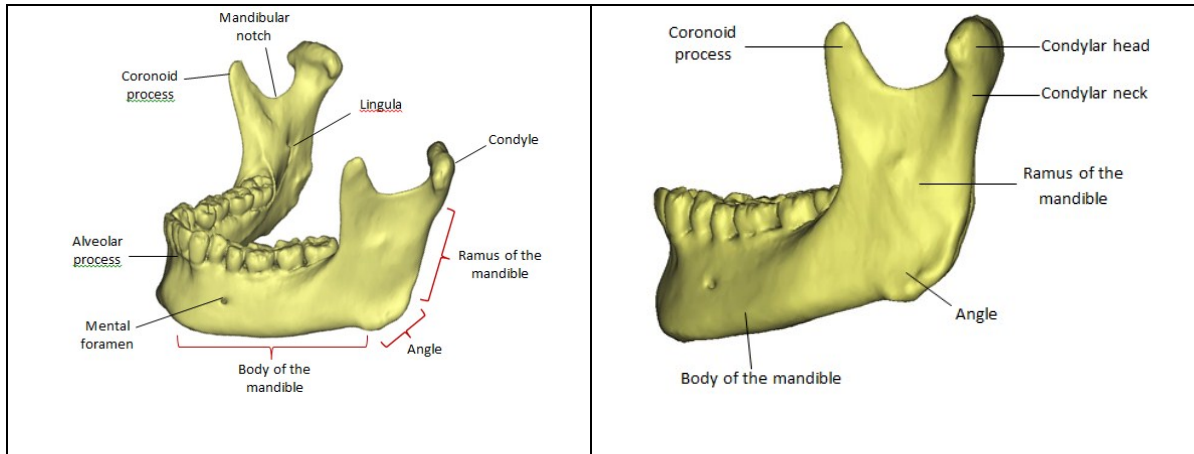 Mandibular
notch
Coronoid
process
Lingula
Condyle
Alveolar
process
Ramus of the
mandible
Mental
foramen
Angle
Body of the
mandible
Coronoid
process
Condylar head
Condylar neck
Ramus of the
mandible
Angle
Body of the mandible